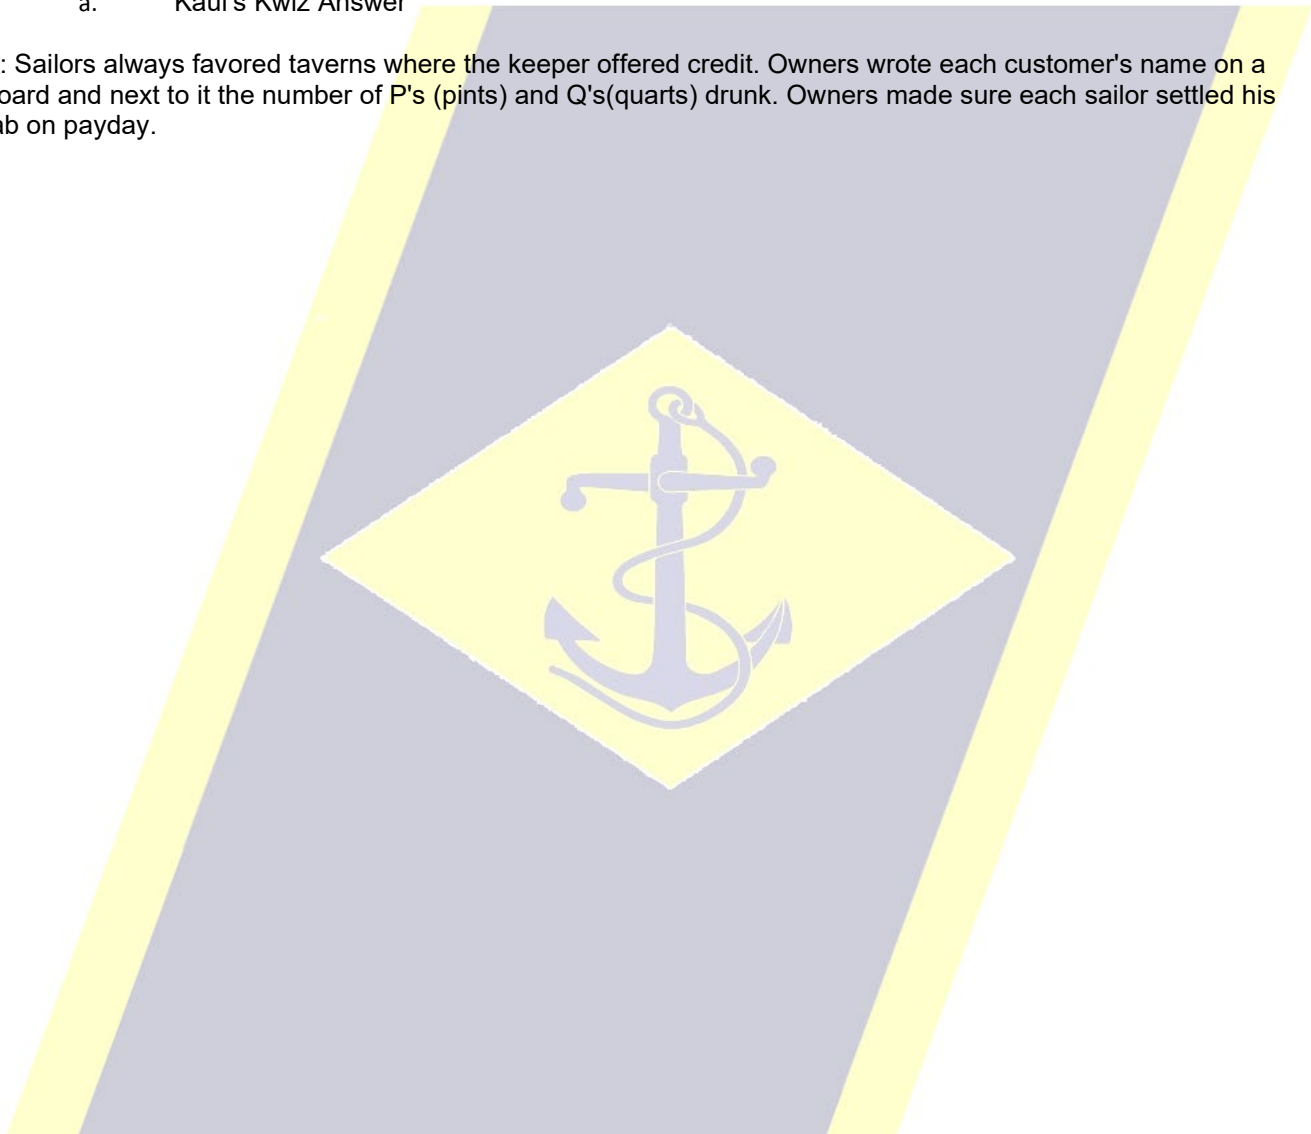 a. Kaul's Kwiz Answer
: Sailors always favored taverns where the keeper offered credit. Owners wrote each customer's name on a
oard and next to it the number of P's (pints) and Q's(quarts) drunk. Owners made sure each sailor settled his
ab on payday.